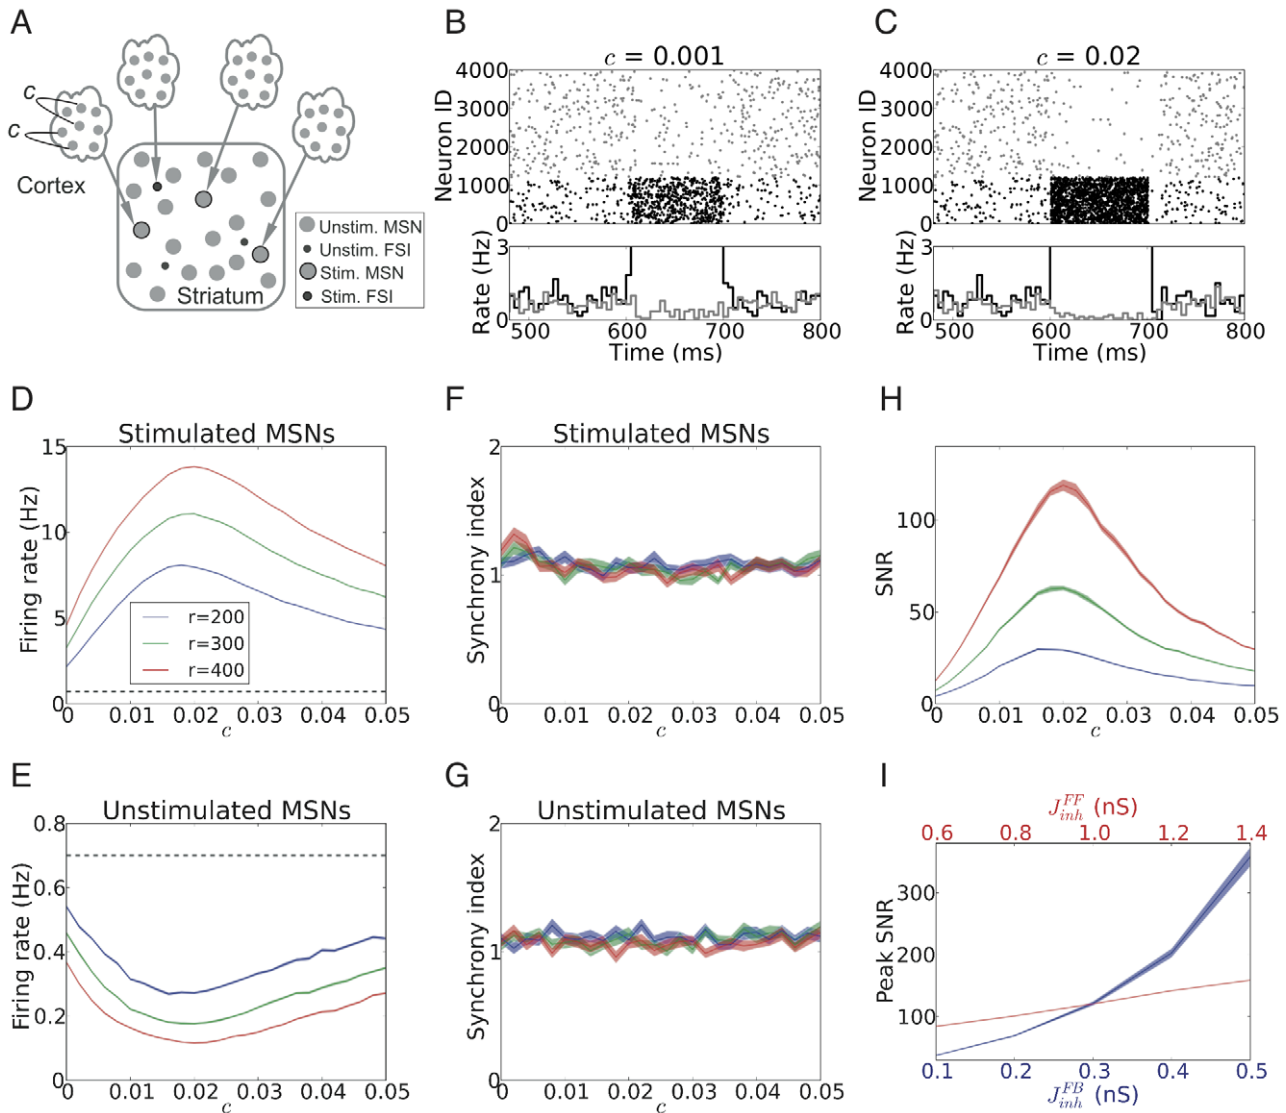 A
c
c
Cortex
Striatum
Unstim. MSN
Unstim. FSI
Stim. MSN
Stim. FSI
B
c = 0.001
Neuron ID
4000
3000
2000
1000
0
Rate (Hz)
3
0
500 600 700 800
Time (ms)
C
c = 0.02
Neuron ID
4000
3000
2000
1000
0
Rate (Hz)
3
0
500 600 700 800
Time (ms)
D
Stimulated MSNs
Firing rate (Hz)
15
10
5
0
r=200
r=300
r=400
0 0.01 0.02 0.03 0.04 0.05
c
F
Stimulated MSNs
Synchrony index
2
1
0
0 0.01 0.02 0.03 0.04 0.05
c
H
SNR
100
50
0
0 0.01 0.02 0.03 0.04 0.05
c
E
Unstimulated MSNs
Firing rate (Hz)
0.8
0.6
0.4
0.2
0
0 0.01 0.02 0.03 0.04 0.05
c
G
Unstimulated MSNs
Synchrony index
2
1
0
0 0.01 0.02 0.03 0.04 0.05
c
I
J^{FF}_{inh} (nS)
0.6 0.8 1.0 1.2 1.4
Peak SNR
300
200
100
0.1 0.2 0.3 0.4 0.5
J^{FB}_{inh} (nS)